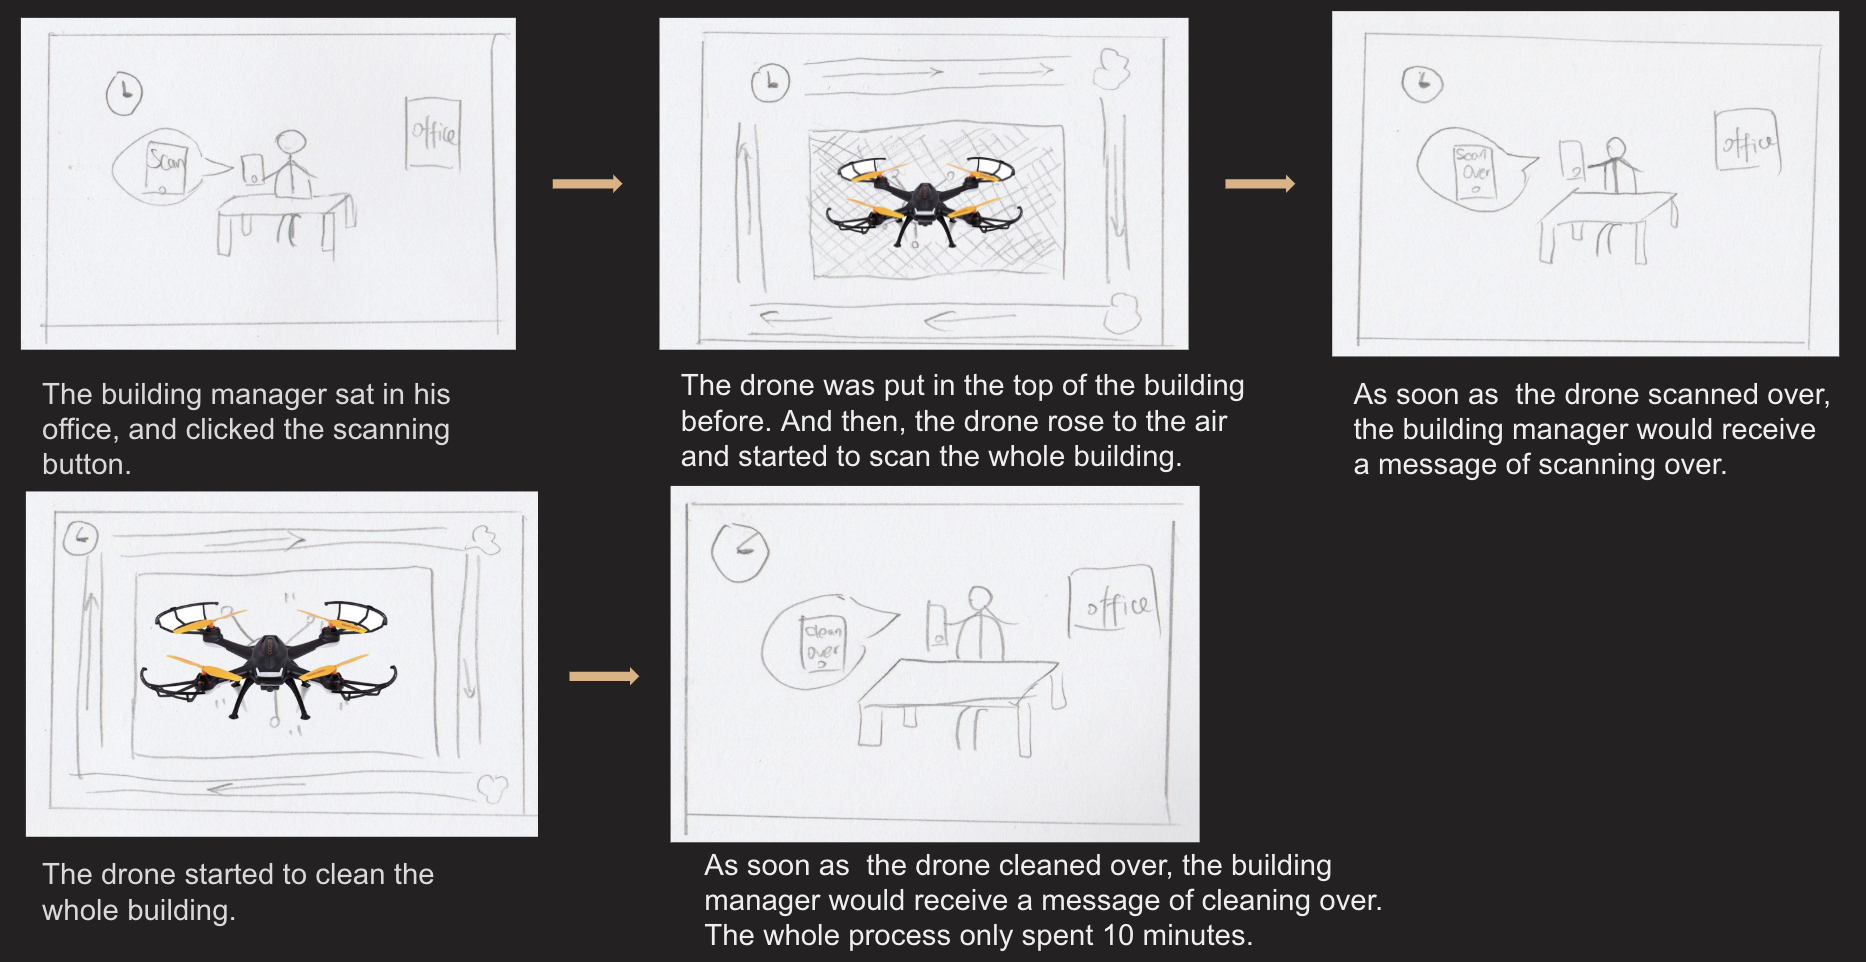 Scan
office
The building manager sat in his
office, and clicked the scanning
button.
The drone was put in the top of the building
before. And then, the drone rose to the air
and started to scan the whole building.
Scan
Over
office
As soon as  the drone scanned over,
the building manager would receive
a message of scanning over.
The drone started to clean the
whole building.
clean
over
office
As soon as  the drone cleaned over, the building
manager would receive a message of cleaning over.
The whole process only spent 10 minutes.